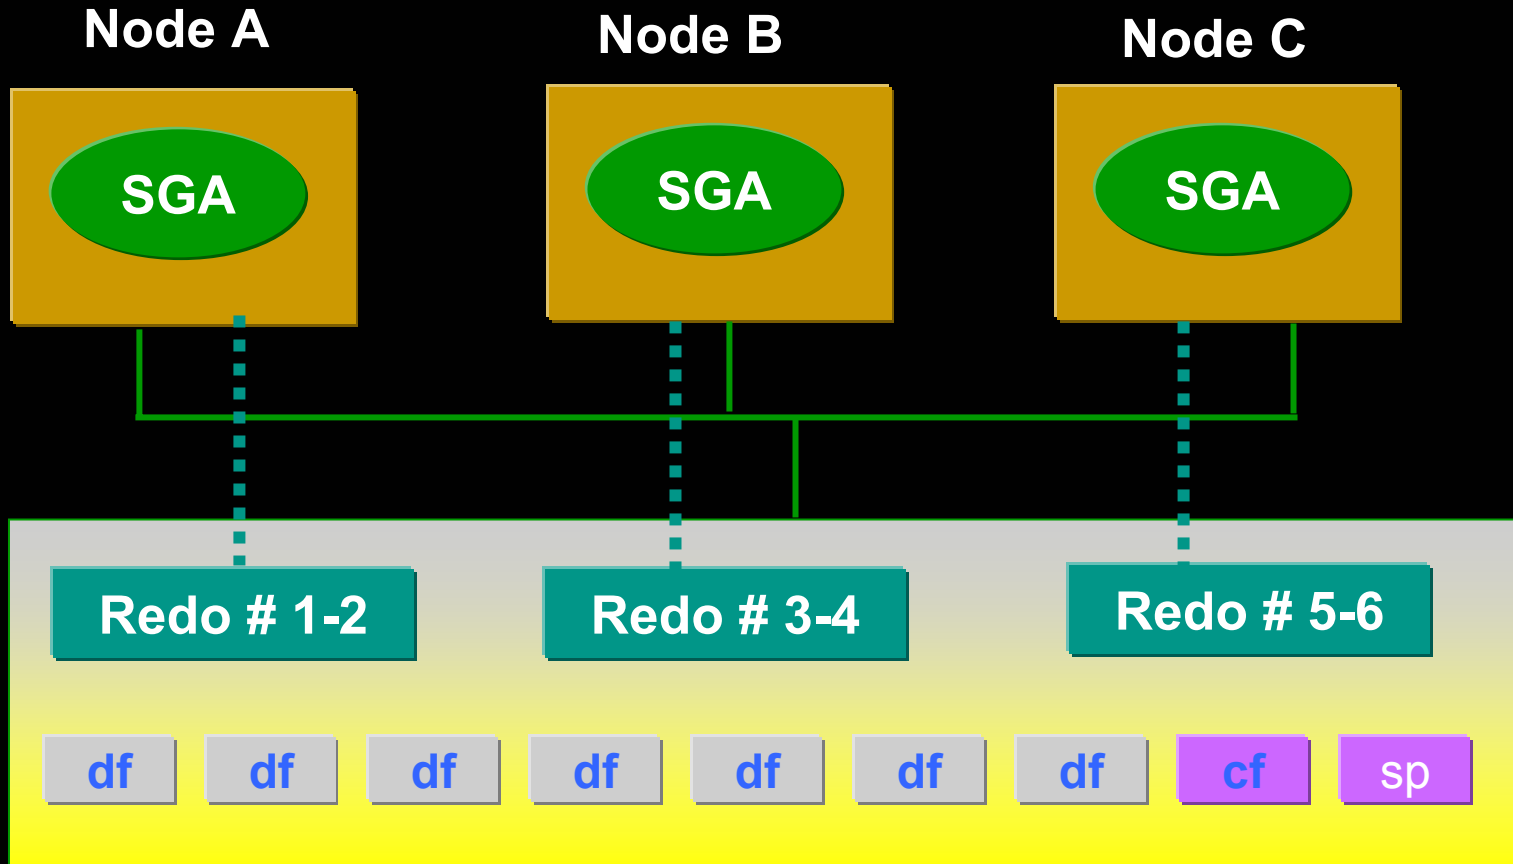 Node A
Node B
Node C
SGA
SGA
SGA
Redo # 1-2
Redo # 3-4
Redo # 5-6
df
df
df
df
df
df
df
cf
sp